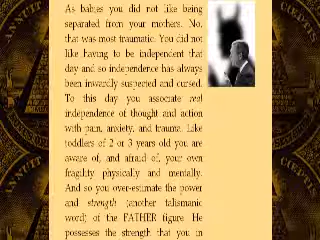 As babies you did not like being
separated from your mothers. No,
that was most traumatic. You did not
like having to be independent that
day and so independence has always
been inwardly suspected and cursed.
To this day you associate real
independence of thought and action
with pain, anxiety, and trauma. Like
toddlers of 2 or 3 years old you are
aware of, and afraid of, your own
fragility physically and mentally.
And so you over-estimate the power
and strength (another talismanic
word) of the FATHER figure. He
possesses the strength that you in
ANNUIT
CŒPTIS
ANNUIT
CŒPTIS